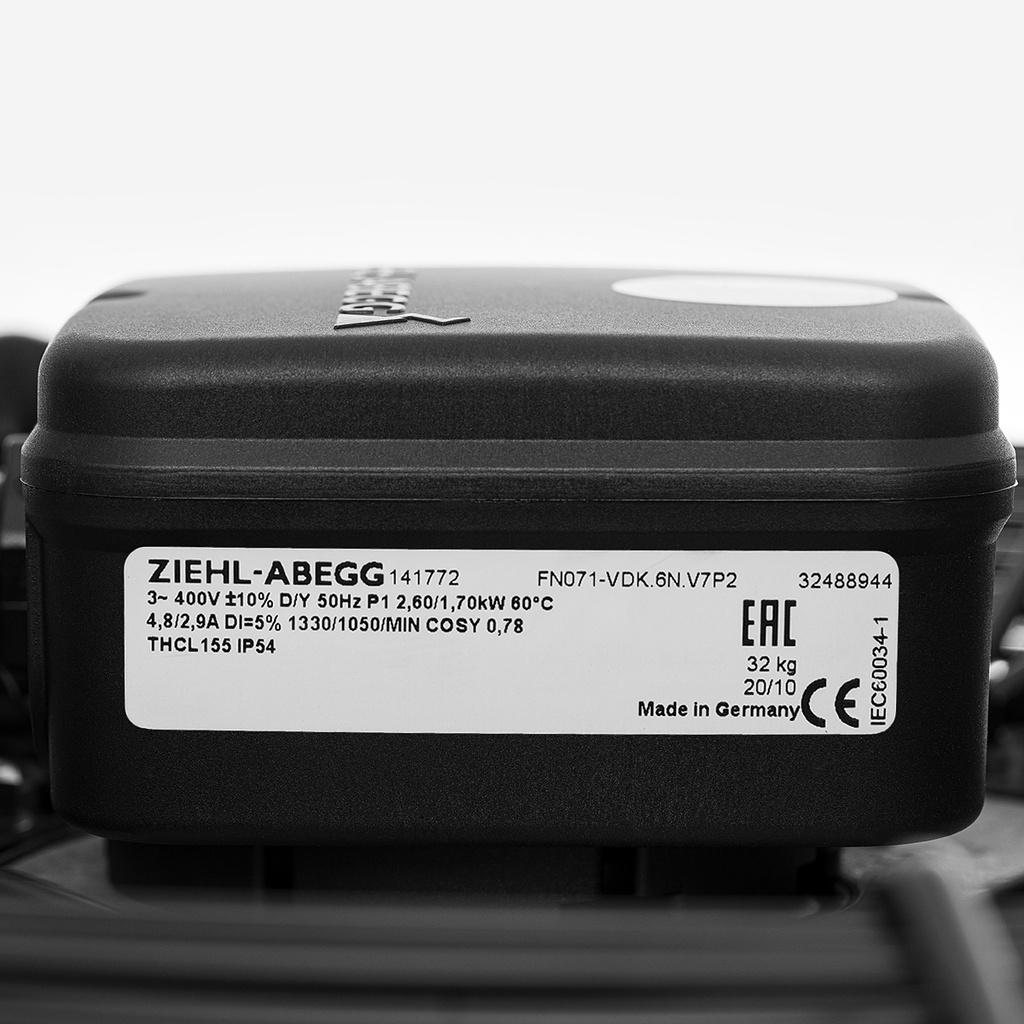 ZIEHL-ABEGG 141772 FN071-VDK.6N.V7P2 32488944
3~ 400V ±10% D/Y 50Hz P1 2,60/1,70kW 60°C
4,8/2,9A DI=5% 1330/1050/MIN COSY 0,78
THCL155 IP54
EAC
32 kg
20/10
Made in Germany CE
IEC60034-1